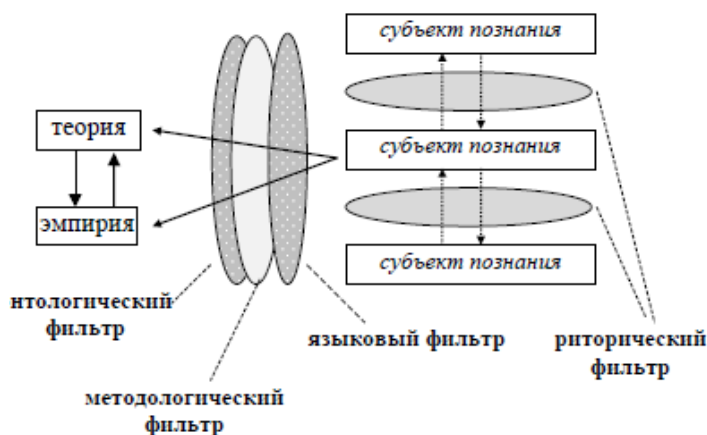 субъект познания
теория
субъект познания
эмпирия
субъект познания
нтологический
фильтр
языковый фильтр
риторический
фильтр
методологический
фильтр